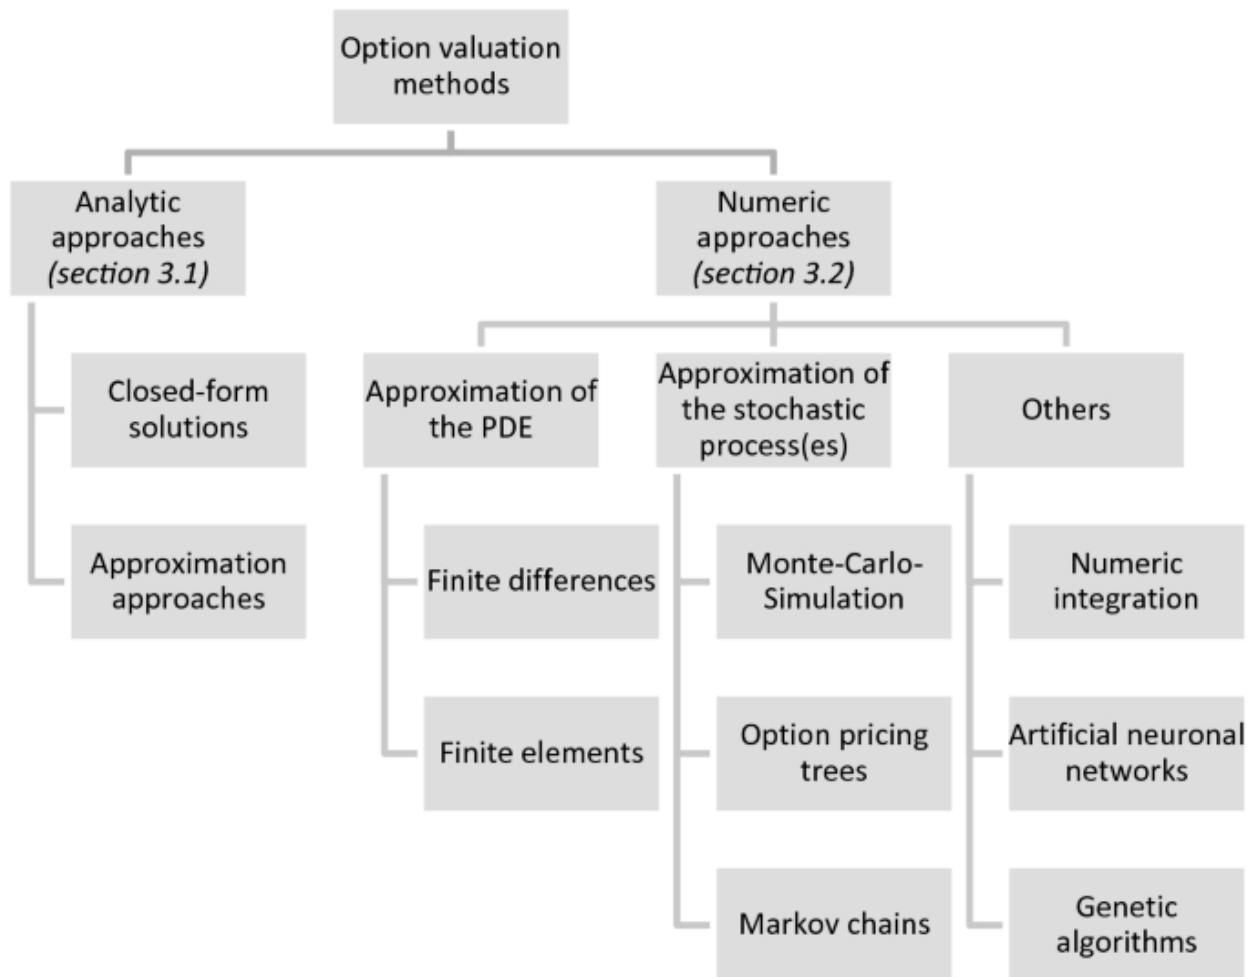 Option valuation
methods
Analytic
approaches
(section 3.1)
Numeric
approaches
(section 3.2)
Closed-form
solutions
Approximation
approaches
Approximation of
the PDE
Approximation of
the stochastic
process(es)
Others
Finite differences
Finite elements
Monte-Carlo-
Simulation
Option pricing
trees
Markov chains
Numeric
integration
Artificial neuronal
networks
Genetic
algorithms